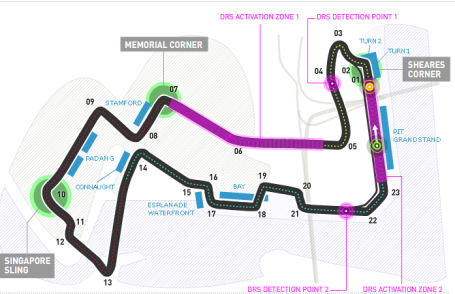 DRS ACTIVATION ZONE 1
DRS DETECTION POINT 1
MEMORIAL CORNER
TURN 2
TURN 1
SHEARES
CORNER
03
02
01
04
07
STAMFORD
09
08
06
05
PIT
GRANDSTAND
PADANG
CONNAUGHT
14
10
16
15
17
BAY
19
18
20
21
23
22
ESPLANADE
WATERFRONT
11
12
SINGAPORE
SLING
13
DRS DETECTION POINT 2
DRS ACTIVATION ZONE 2